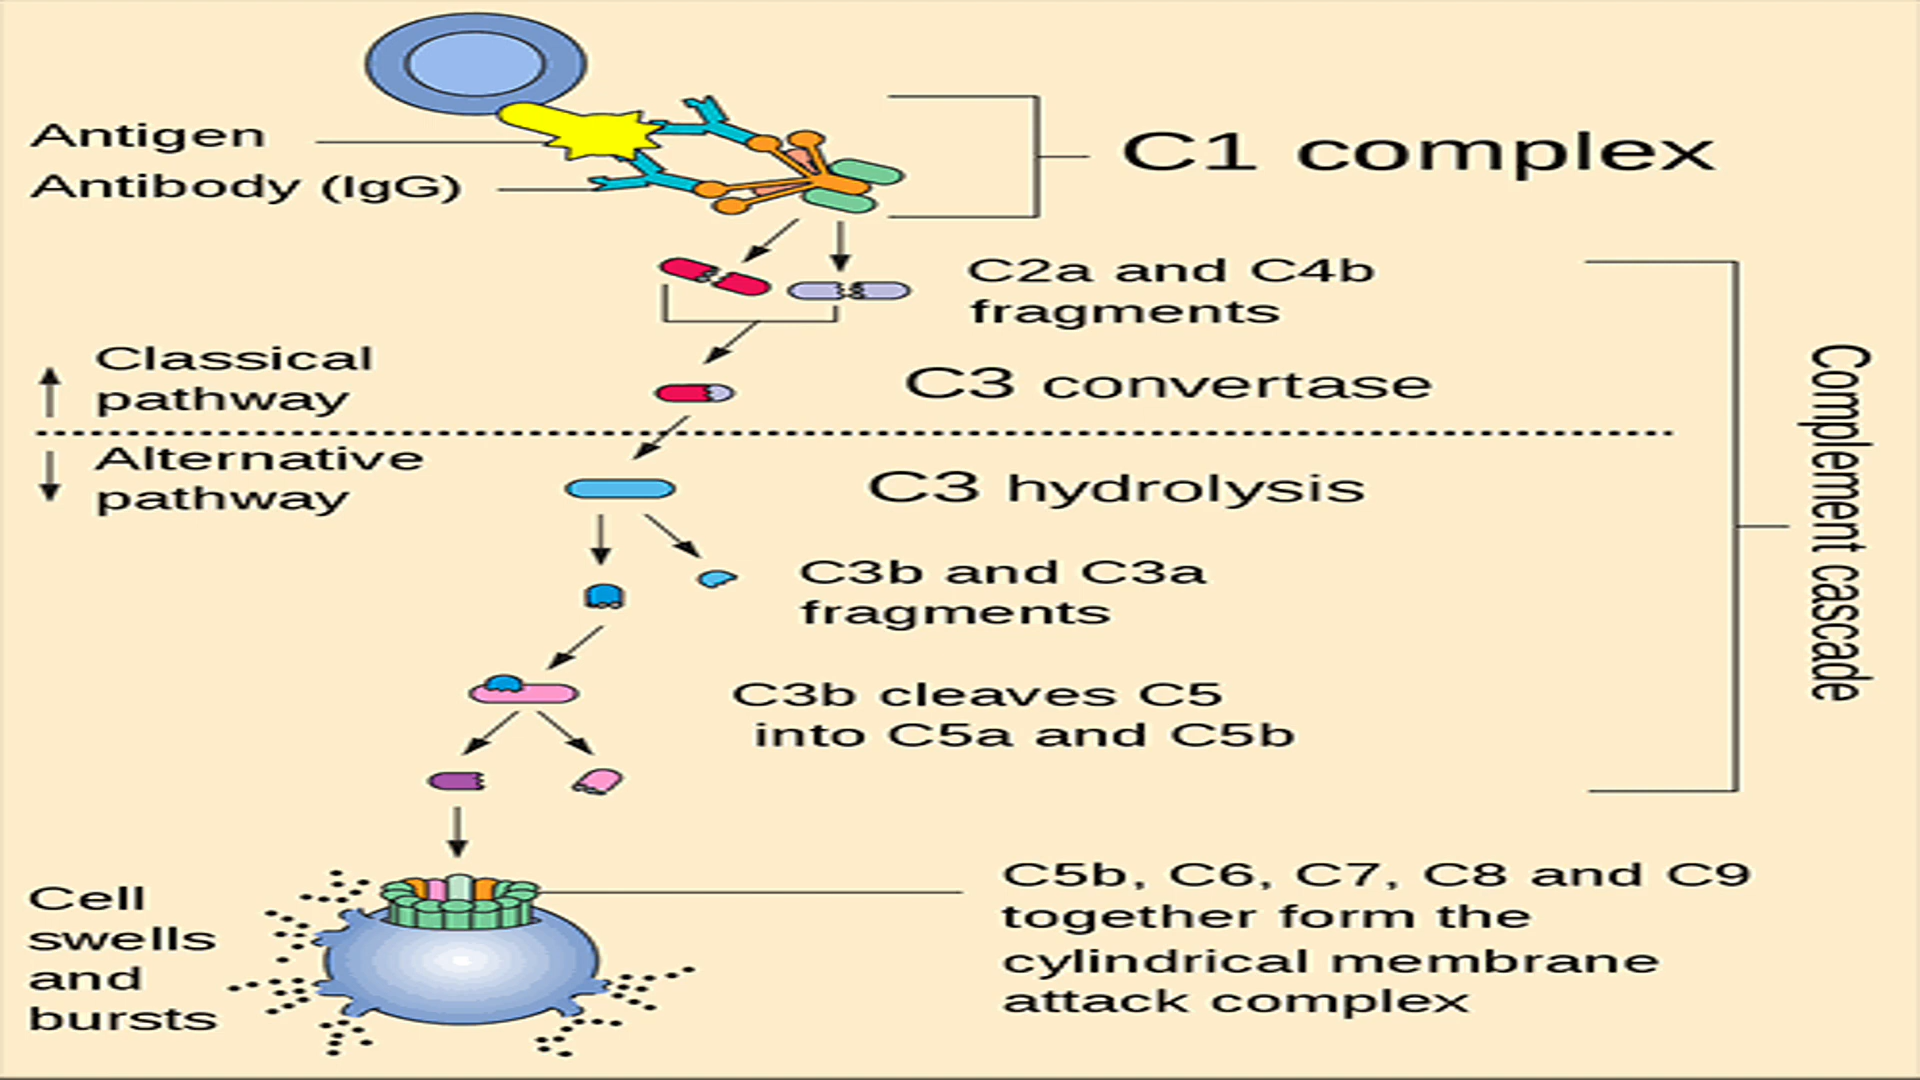 Antigen
Antibody (IgG)
C1 complex
C2a and C4b
fragments
Classical
pathway
C3 convertase
Alternative
pathway
C3 hydrolysis
C3b and C3a
fragments
C3b cleaves C5
into C5a and C5b
Complement cascade
Cell
swells
and
bursts
C5b, C6, C7, C8 and C9
together form the
cylindrical membrane
attack complex